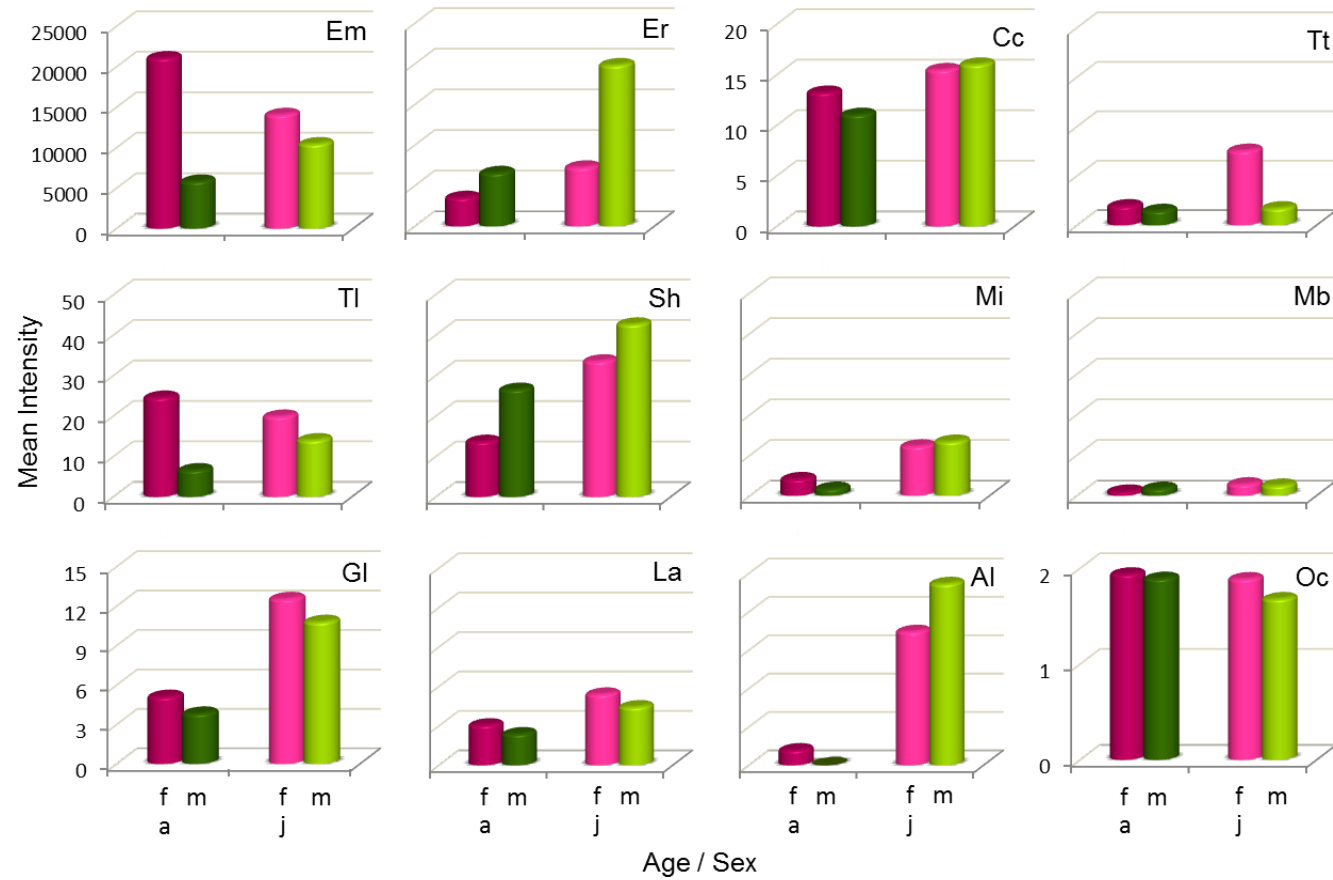 Em
Er
Cc
Tt
25000
20000
15000
10000
5000
0
20
15
10
5
0
Tl
Sh
Mi
Mb
50
40
30
20
10
0
Mean Intensity
Gl
La
Al
Oc
15
12
9
6
3
0
2
1
0
f m f m f m f m f m f m f m f m
a j a j a j a j
Age / Sex